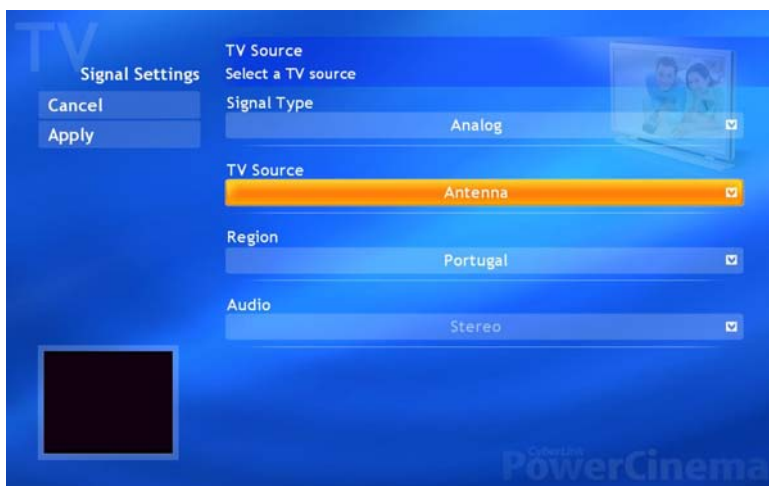 TV
Signal Settings
Cancel
Apply
TV Source
Select a TV source
Signal Type
Analog
TV Source
Antenna
Region
Portugal
Audio
Stereo
CyberLink
PowerCinema